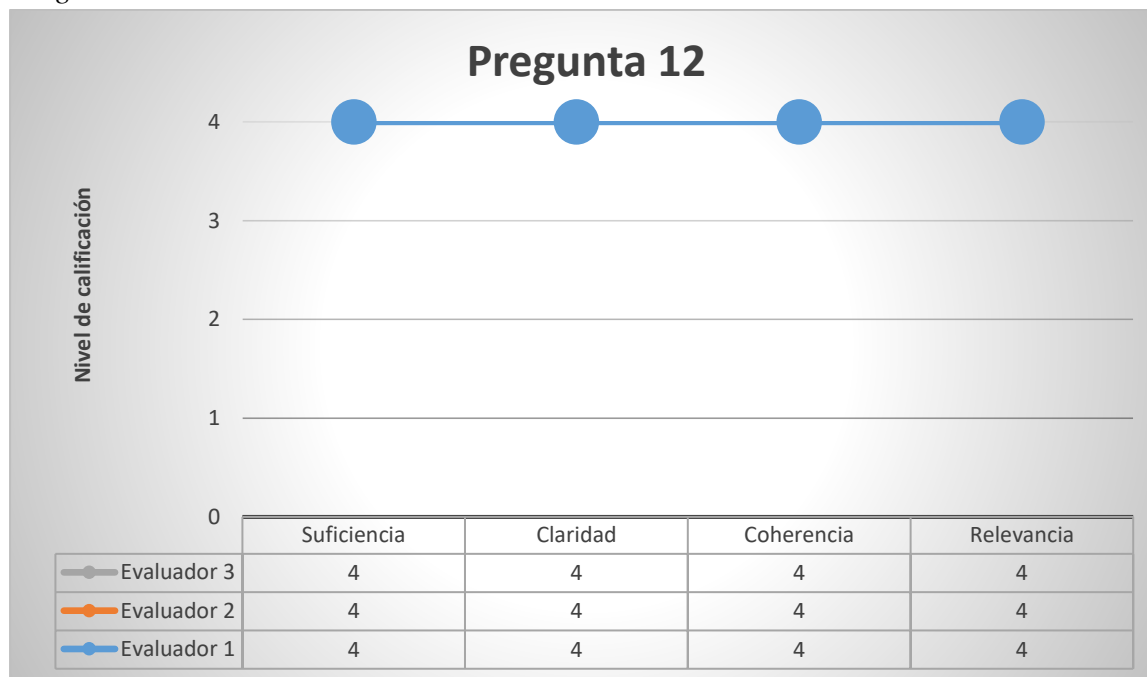 Pregunta 12
4
3
2
1
0
Nivel de calificación
Suficiencia Claridad Coherencia Relevancia
Evaluador 3 4 4 4 4
Evaluador 2 4 4 4 4
Evaluador 1 4 4 4 4